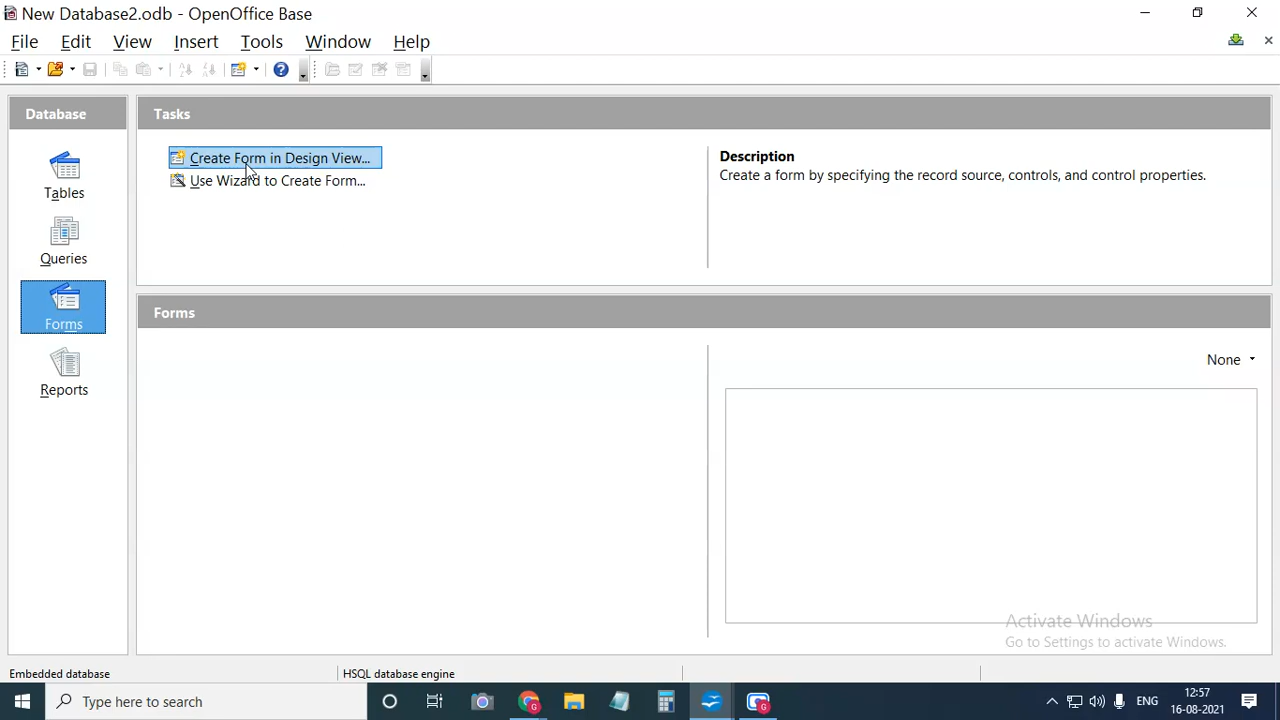 New Database2.odb - OpenOffice Base
File Edit View Insert Tools Window Help
Database
Tables
Queries
Forms
Reports
Tasks
Create Form in Design View...
Use Wizard to Create Form...
Description
Create a form by specifying the record source, controls, and control properties.
Forms
None
Activate Windows
Go to Settings to activate Windows.
Embedded database
HSQL database engine
Type here to search
ENG
12:57
16-08-2021